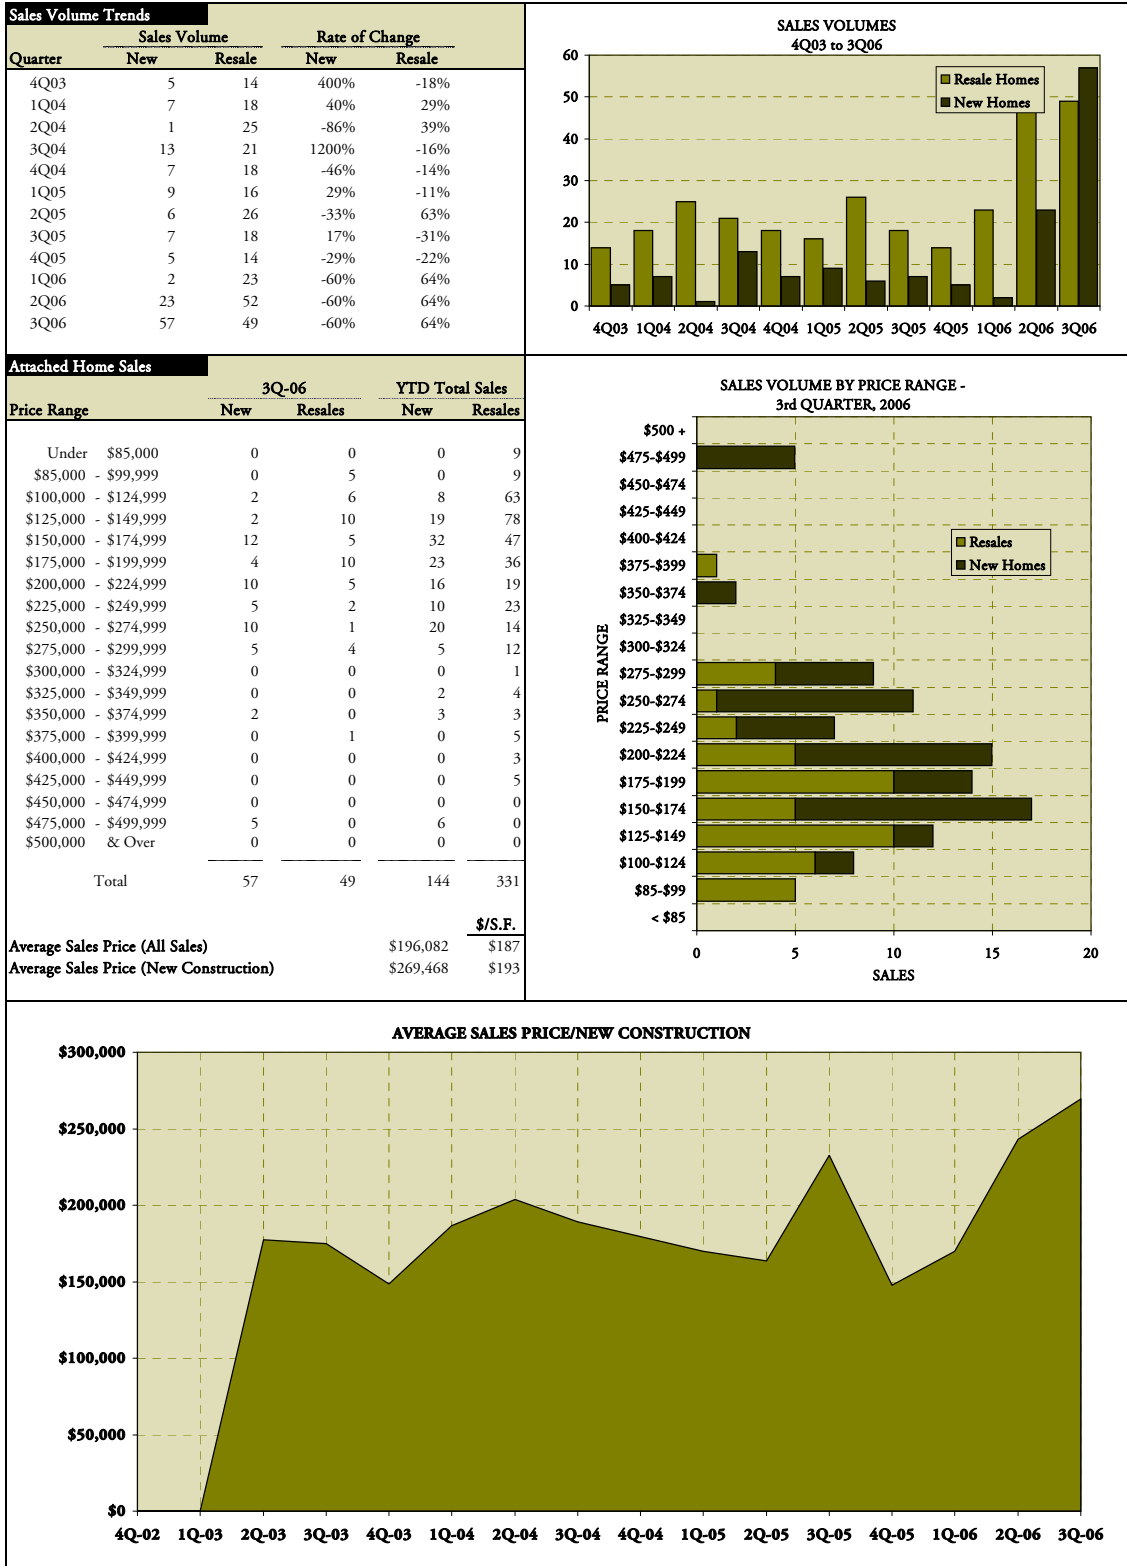 Sales Volume Trends
Sales Volume Rate of Change
Quarter New Resale New Resale
4Q03 5 14 400% -18%
1Q04 7 18 40% 29%
2Q04 1 25 -86% 39%
3Q04 13 21 1200% -16%
4Q04 7 18 -46% -14%
1Q05 9 16 29% -11%
2Q05 6 26 -33% 63%
3Q05 7 18 17% -31%
4Q05 5 14 -29% -22%
1Q06 2 23 -60% 64%
2Q06 23 52 -60% 64%
3Q06 57 49 -60% 64%
SALES VOLUMES
4Q03 to 3Q06
60
50
40
30
20
10
0
Resale Homes
New Homes
4Q03 1Q04 2Q04 3Q04 4Q04 1Q05 2Q05 3Q05 4Q05 1Q06 2Q06 3Q06
Attached Home Sales
3Q-06 YTD Total Sales
Price Range New Resales New Resales
Under $85,000 0 0 0 9
$85,000 - $99,999 0 5 0 9
$100,000 - $124,999 2 6 8 63
$125,000 - $149,999 2 10 19 78
$150,000 - $174,999 12 5 32 47
$175,000 - $199,999 4 10 23 36
$200,000 - $224,999 10 5 16 19
$225,000 - $249,999 5 2 10 23
$250,000 - $274,999 10 1 20 14
$275,000 - $299,999 5 4 5 12
$300,000 - $324,999 0 0 0 1
$325,000 - $349,999 0 0 2 4
$350,000 - $374,999 2 0 3 3
$375,000 - $399,999 0 1 0 5
$400,000 - $424,999 0 0 0 3
$425,000 - $449,999 0 0 0 5
$450,000 - $474,999 0 0 0 0
$475,000 - $499,999 5 0 6 0
$500,000 & Over 0 0 0 0
Total 57 49 144 331
$/S.F.
Average Sales Price (All Sales) $196,082 $187
Average Sales Price (New Construction) $269,468 $193
SALES VOLUME BY PRICE RANGE -
3rd QUARTER, 2006
PRICE RANGE
$500 +
$475-$499
$450-$474
$425-$449
$400-$424
$375-$399
$350-$374
$325-$349
$300-$324
$275-$299
$250-$274
$225-$249
$200-$224
$175-$199
$150-$174
$125-$149
$100-$124
$85-$99
< $85
Resales
New Homes
0 5 10 15 20
SALES
AVERAGE SALES PRICE/NEW CONSTRUCTION
$300,000
$250,000
$200,000
$150,000
$100,000
$50,000
$0
4Q-02 1Q-03 2Q-03 3Q-03 4Q-03 1Q-04 2Q-04 3Q-04 4Q-04 1Q-05 2Q-05 3Q-05 4Q-05 1Q-06 2Q-06 3Q-06